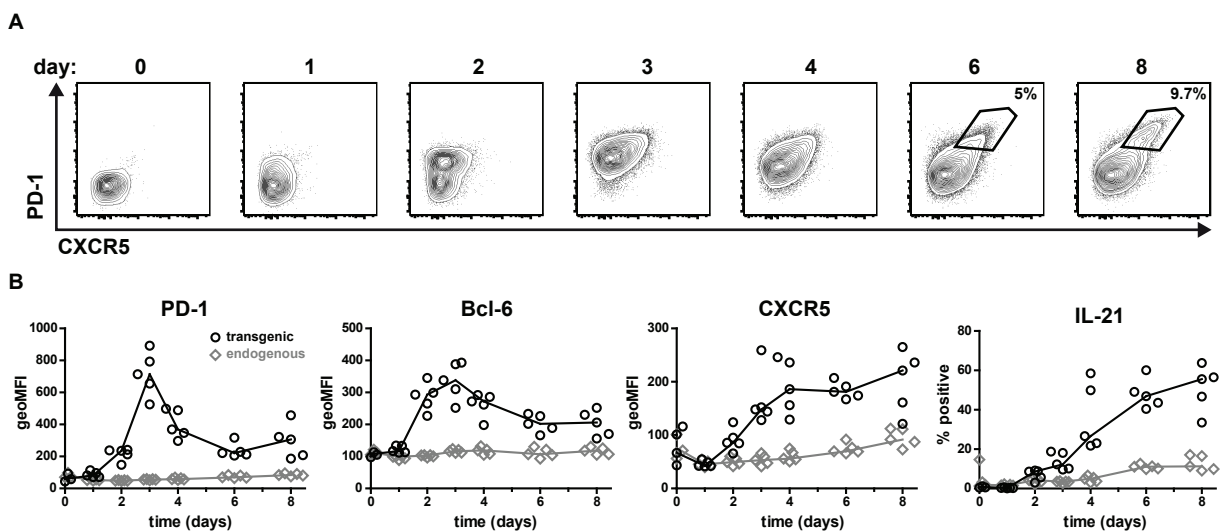 A
day: 0 1 2 3 4 6 8
5% 9.7%
PD-1
CXCR5
B
PD-1 Bcl-6 CXCR5 IL-21
transgenic
endogenous
geoMFI geoMFI geoMFI % positive
1000 800 600 400 200 0
500 400 300 200 100 0
300 200 100 0
80 60 40 20 0
0 2 4 6 8 0 2 4 6 8 0 2 4 6 8 0 2 4 6 8
time (days) time (days) time (days) time (days)